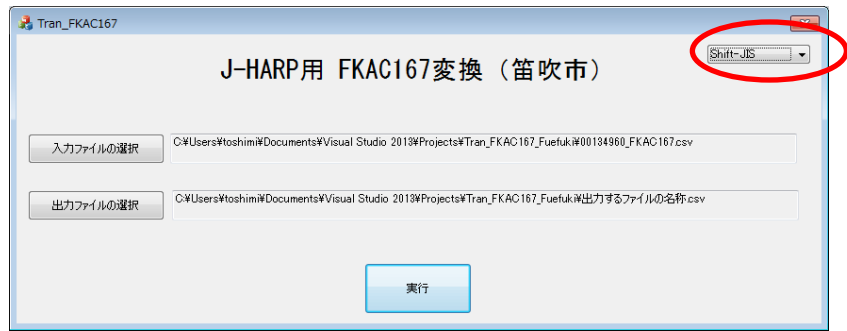 Tran_FKAC167
Shift-JIS
J-HARP用 FKAC167変換（笛吹市）
入力ファイルの選択
C:¥Users¥toshimi¥Documents¥Visual Studio 2013¥Projects¥Tran_FKAC167_Fuefuki¥00134960_FKAC167.csv
出力ファイルの選択
C:¥Users¥toshimi¥Documents¥Visual Studio 2013¥Projects¥Tran_FKAC167_Fuefuki¥出力するファイルの名称.csv
実行